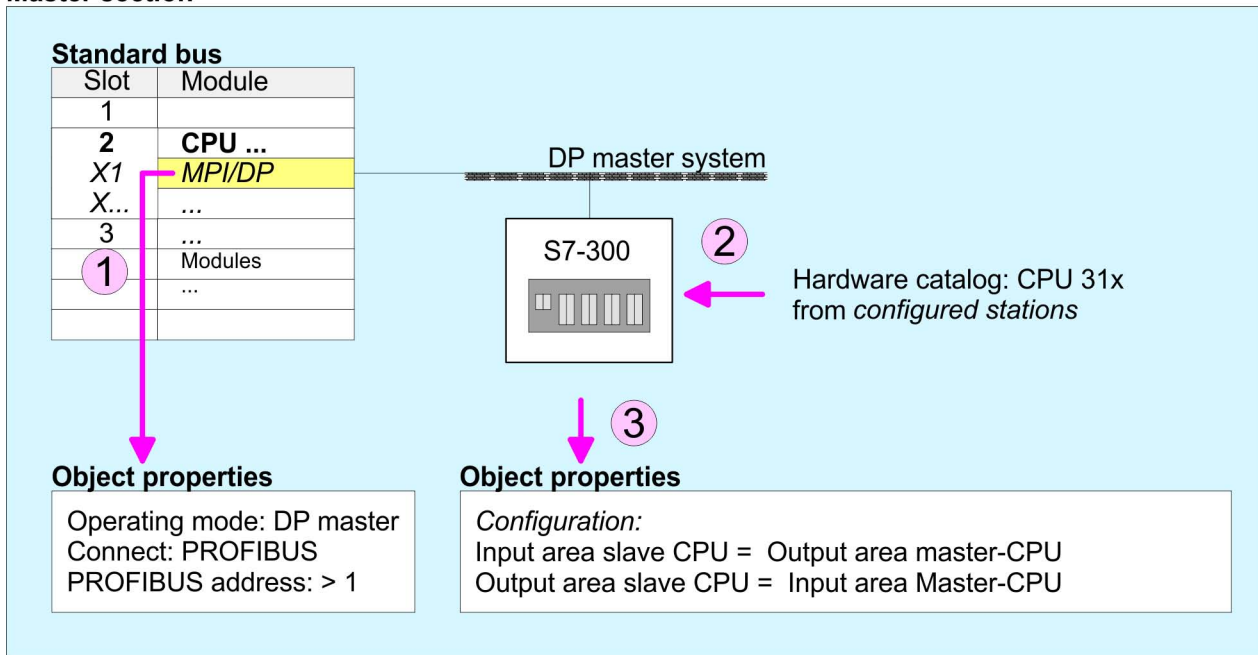 Standard bus
Slot Module
1
2 CPU ...
X1 MPI/DP
X... ...
3 ...
Modules
...
1
DP master system
S7-300
2
Hardware catalog: CPU 31x
from configured stations
3
Object properties
Operating mode: DP master
Connect: PROFIBUS
PROFIBUS address: > 1
Object properties
Configuration:
Input area slave CPU = Output area master-CPU
Output area slave CPU = Input area Master-CPU